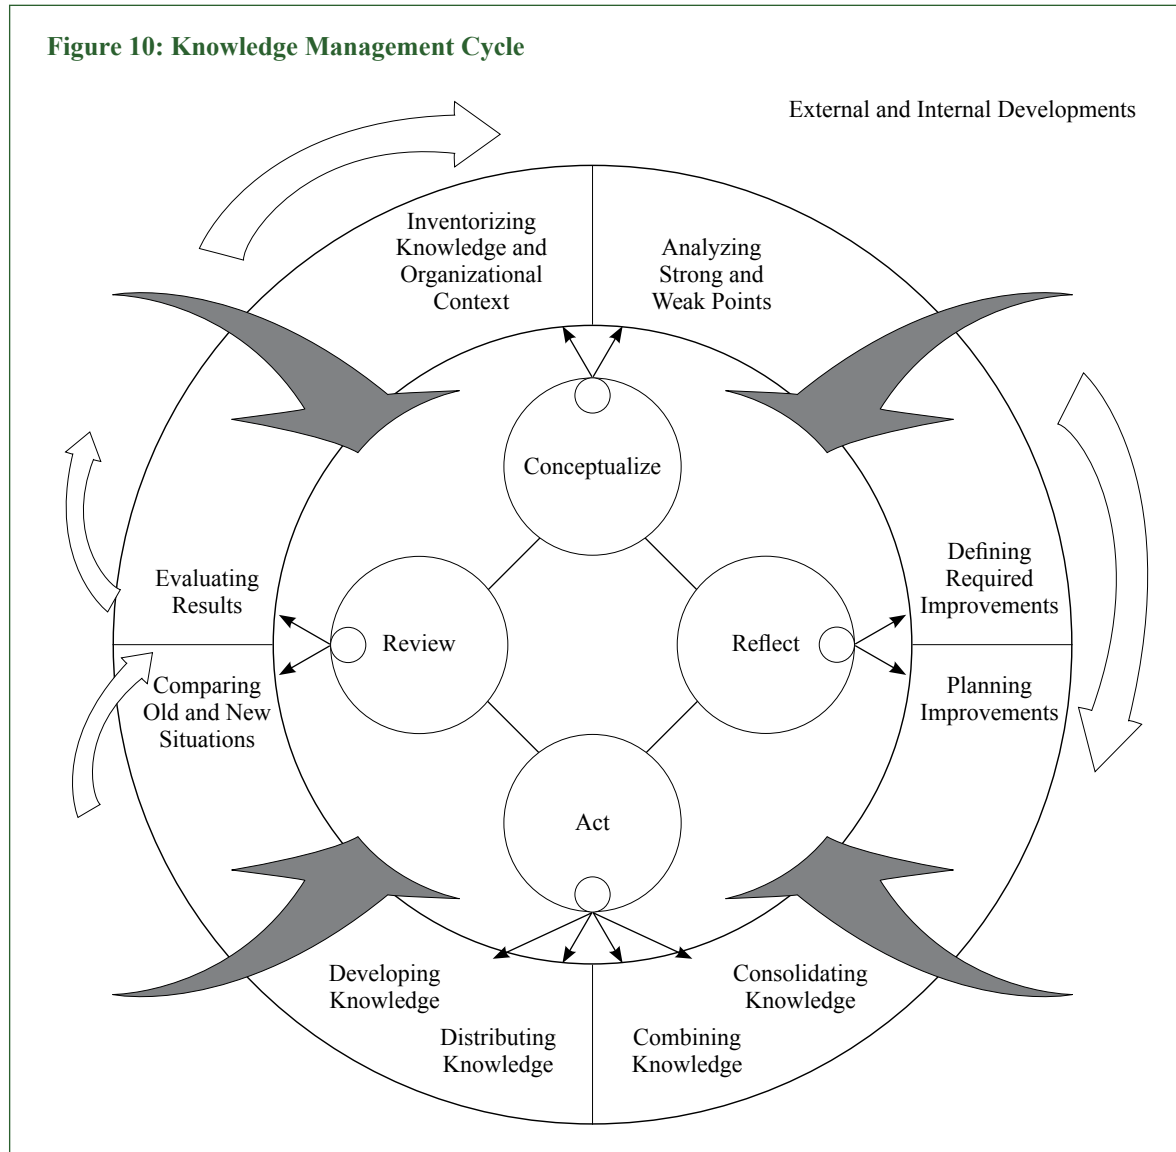 Figure 10: Knowledge Management Cycle
External and Internal Developments
Inventorizing
Knowledge and
Organizational
Context
Analyzing
Strong and
Weak Points
Conceptualize
Defining
Required
Improvements
Evaluating
Results
Review
Reflect
Comparing
Old and New
Situations
Planning
Improvements
Act
Developing
Knowledge
Consolidating
Knowledge
Distributing
Knowledge
Combining
Knowledge